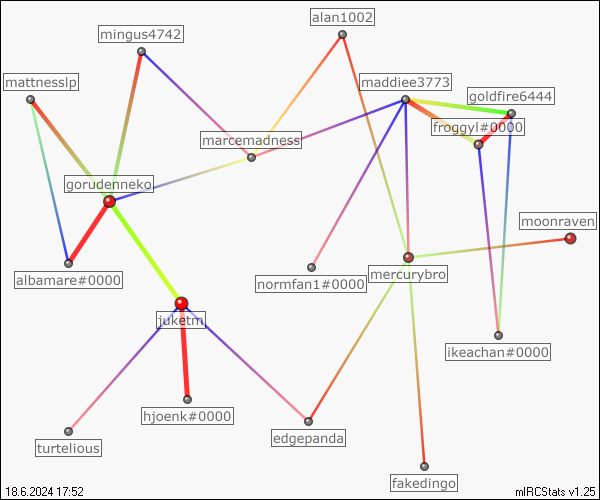 alan1002
mingus4742
mattnesslp
maddiee3773
goldfire6444
froggyl#0000
marcemadness
gorudenneko
moonraven
albamare#0000
normfan1#0000
mercurybro
juketm
ikeachan#0000
hjoenk#0000
edgepanda
turtelious
fakedingo
18.6.2024 17:52
mIRCStats v1.25